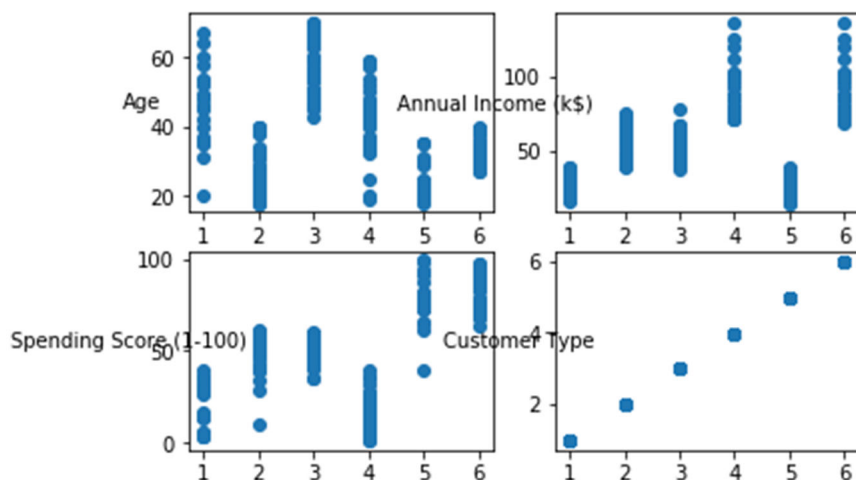 60
Age
40
20
1 2 3 4 5 6
100
Annual Income (k$)
50
1 2 3 4 5 6
100
Spending Score (1-100)
50
0
1 2 3 4 5 6
6
Customer Type
4
2
1 2 3 4 5 6